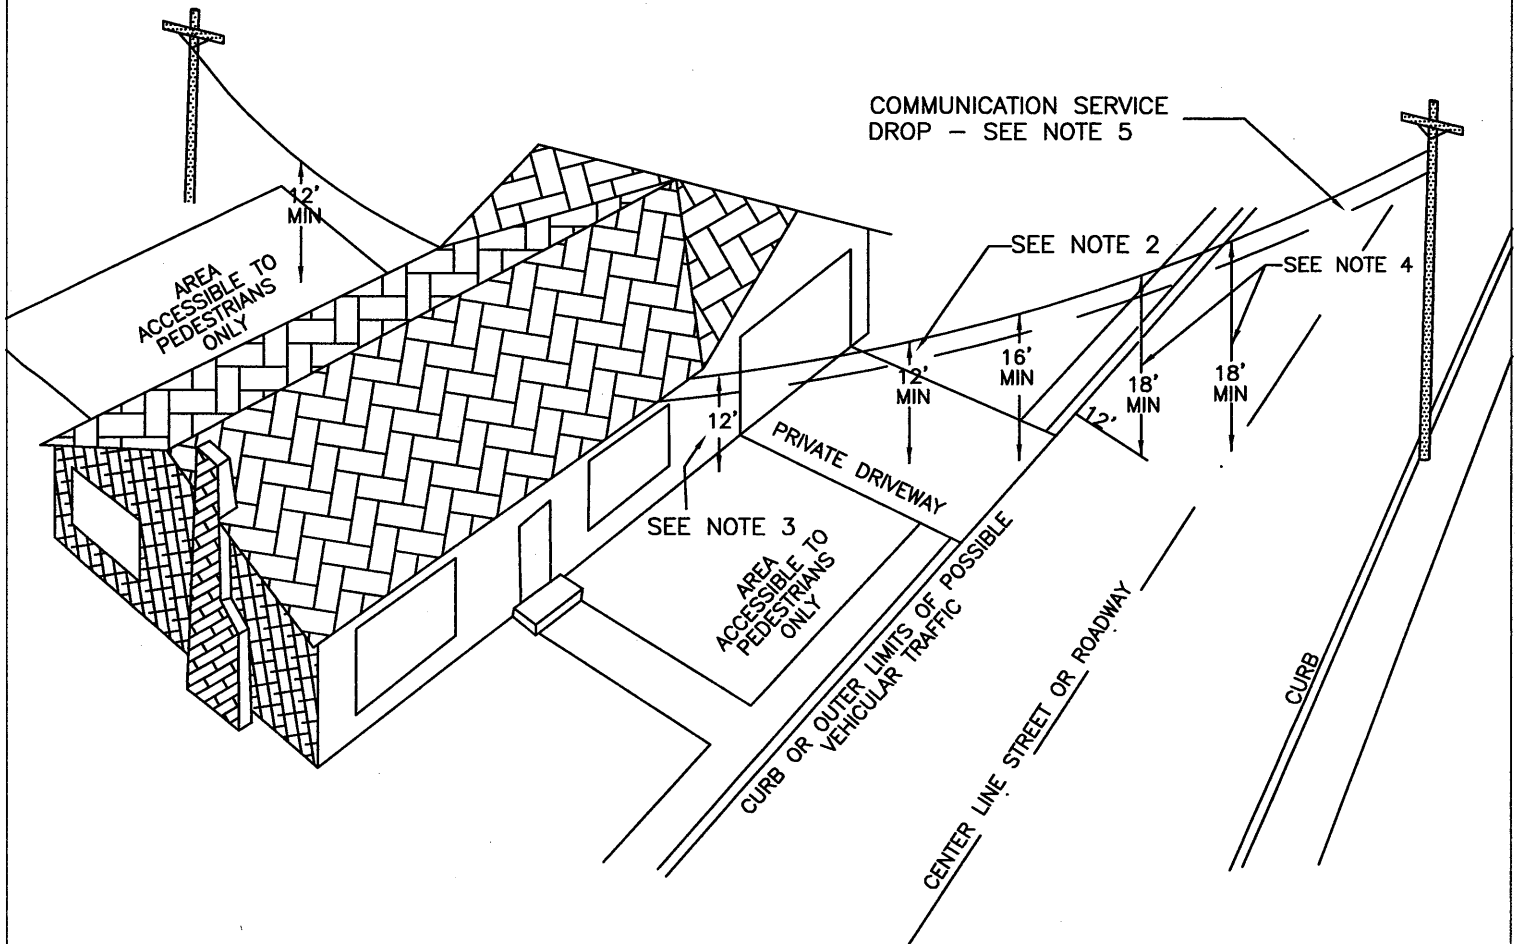 COMMUNICATION SERVICE
DROP – SEE NOTE 5
12'
MIN
AREA
ACCESSIBLE TO
PEDESTRIANS
ONLY
SEE NOTE 2
SEE NOTE 4
16'
MIN
12'
MIN
18'
MIN
18'
MIN
12'
12'
PRIVATE DRIVEWAY
SEE NOTE 3
AREA
ACCESSIBLE TO
PEDESTRIANS
ONLY
CURB OR OUTER LIMITS OF POSSIBLE
VEHICULAR TRAFFIC
CENTER LINE STREET OR ROADWAY
CURB